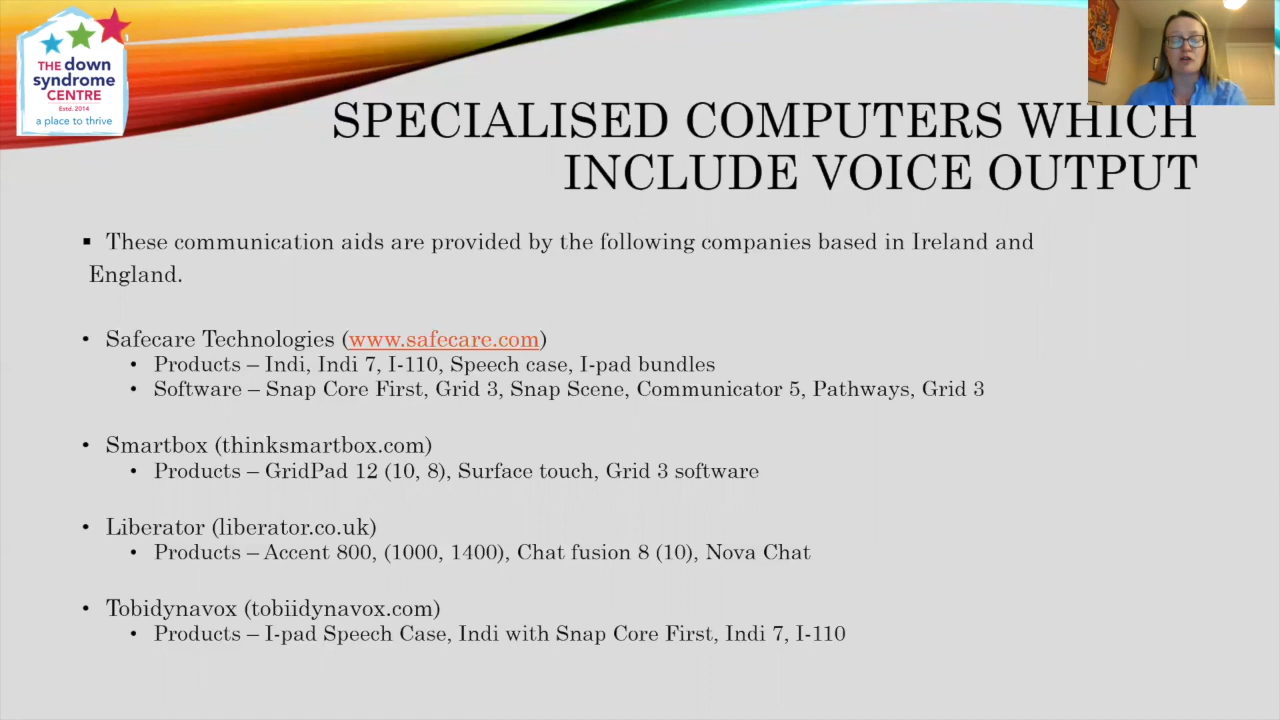 THE down
syndrome
CENTRE
Estd. 2014
a place to thrive
SPECIALISED COMPUTERS WHICH
INCLUDE VOICE OUTPUT
▪ These communication aids are provided by the following companies based in Ireland and
England.
• Safecare Technologies (www.safecare.com)
• Products – Indi, Indi 7, I-110, Speech case, I-pad bundles
• Software – Snap Core First, Grid 3, Snap Scene, Communicator 5, Pathways, Grid 3
• Smartbox (thinksmartbox.com)
• Products – GridPad 12 (10, 8), Surface touch, Grid 3 software
• Liberator (liberator.co.uk)
• Products – Accent 800, (1000, 1400), Chat fusion 8 (10), Nova Chat
• Tobidynavox (tobiidynavox.com)
• Products – I-pad Speech Case, Indi with Snap Core First, Indi 7, I-110